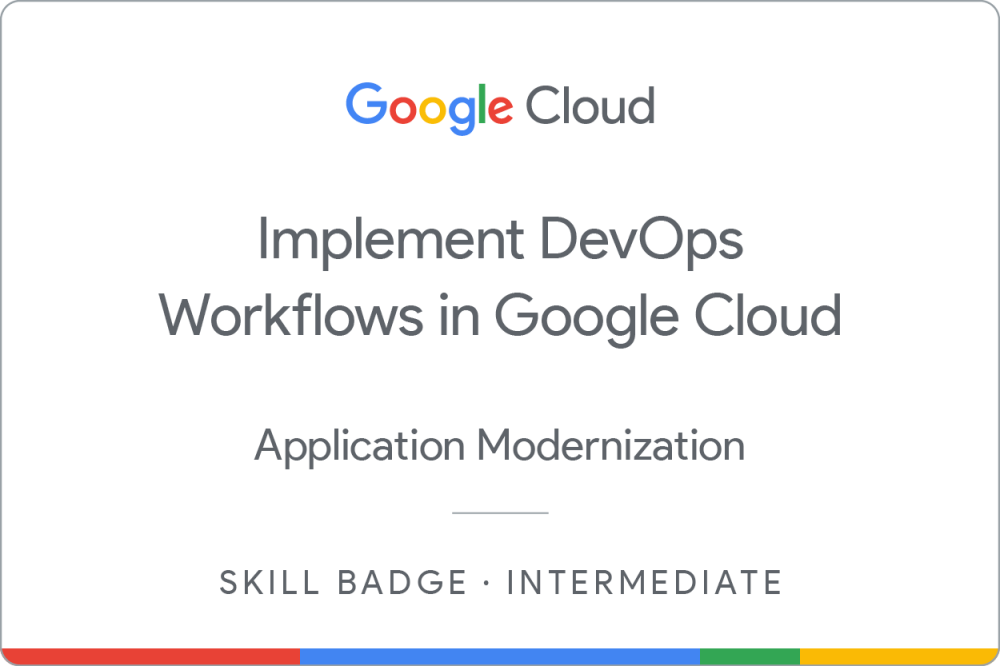 Google Cloud
Implement DevOps
Workflows in Google Cloud
Application Modernization
SKILL BADGE · INTERMEDIATE